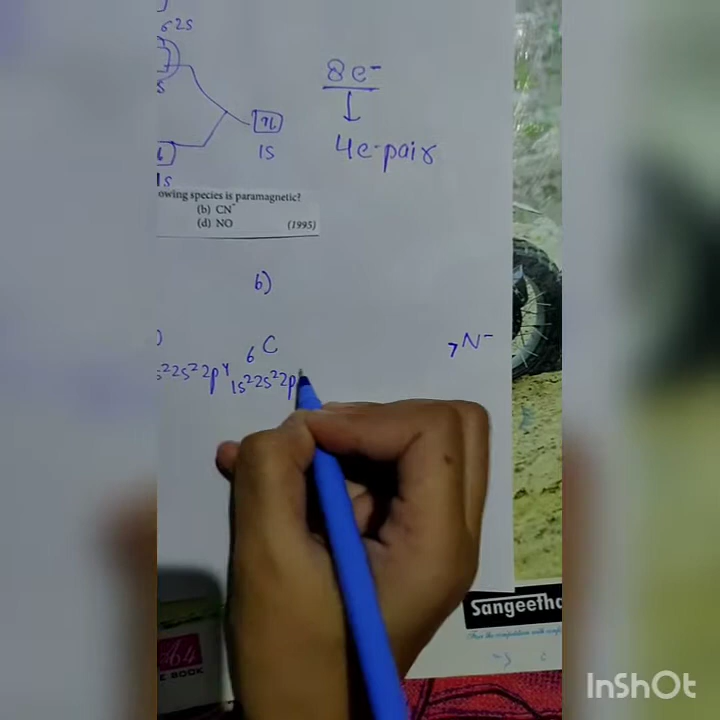 6 2s
8e⁻
4e-pair
1s
1s
owing species is paramagnetic?
(b) CN⁻
(d) NO (1995)
b)
₆C
₇N⁻
2s²2p⁴ 1s²2s²2p
Sangeetha
InShOt